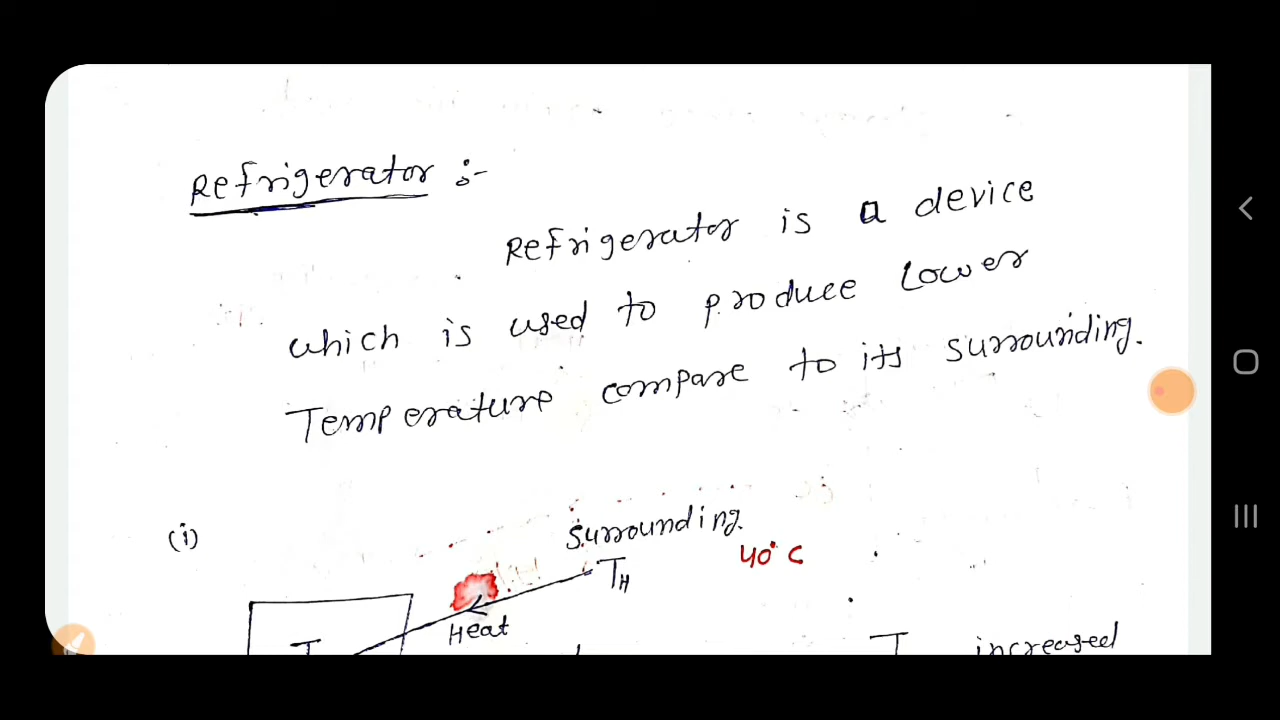 Refrigerator :-
Refrigerator is a device
which is used to produce Lower
Temperature compare to its surrounding.
(i)
Surrounding
40° C
TH
Heat
T
T increased